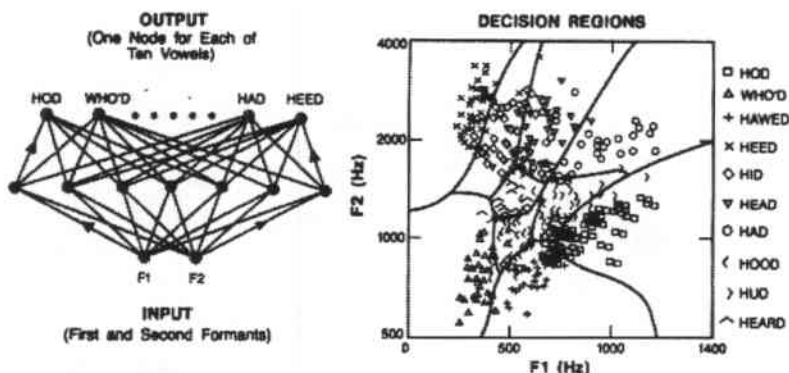 OUTPUT
(One Node for Each of
Ten Vowels)
HOD WHO'D HAD HEED
F1 F2
INPUT
(First and Second Formants)
DECISION REGIONS
4000
2000
1000
500
F2 (Hz)
0 500 1000 1400
F1 (Hz)
HOD
WHO'D
HAWED
HEED
HID
HEAD
HAD
HOOD
HUD
HEARD